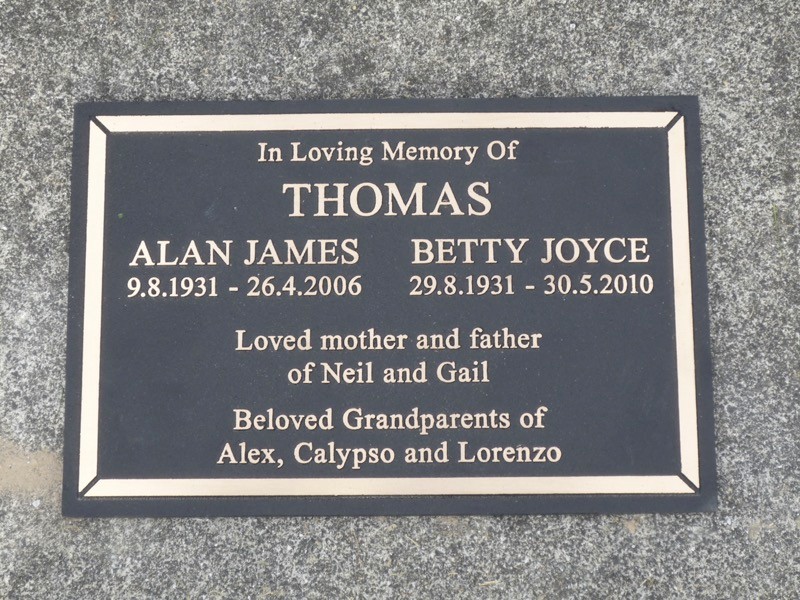 In Loving Memory Of
THOMAS
ALAN JAMES BETTY JOYCE
9.8.1931 - 26.4.2006 29.8.1931 - 30.5.2010
Loved mother and father
of Neil and Gail
Beloved Grandparents of
Alex, Calypso and Lorenzo